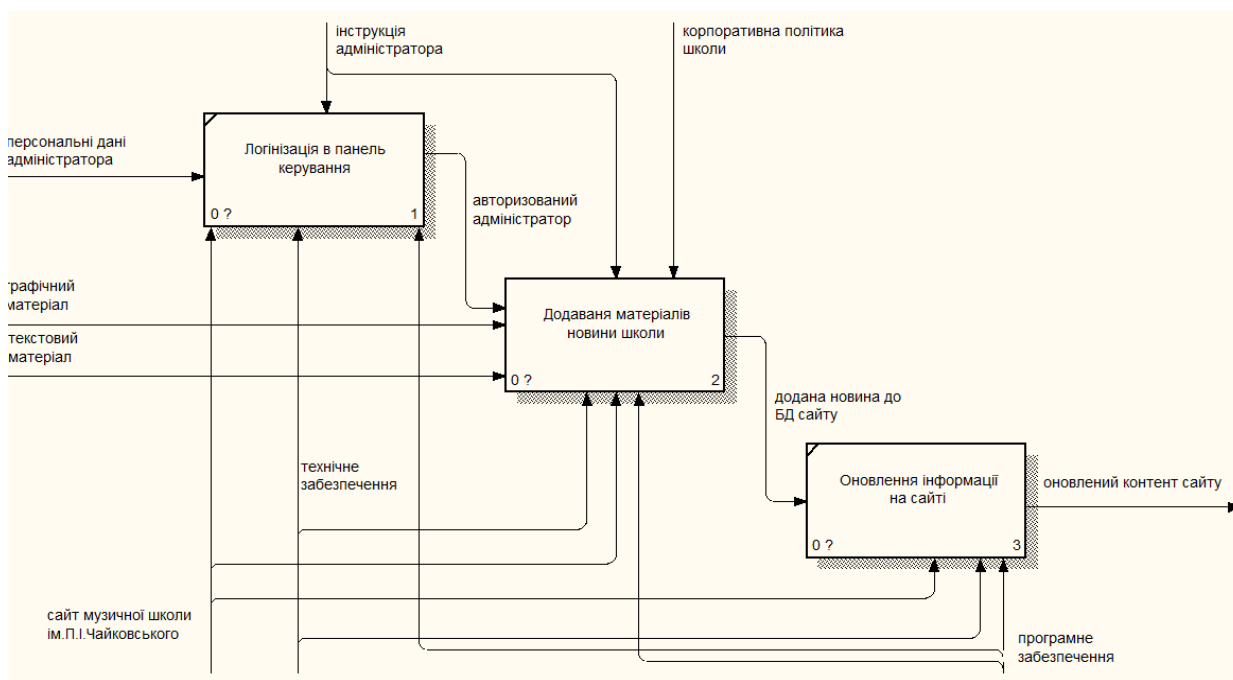 інструкція
адміністратора
корпоративна політика
школи
персональні дані
адміністратора
Логінізація в панель
керування
0 ?
1
авторизований
адміністратор
графічний
матеріал
текстовий
матеріал
Додаваня матеріалів
новини школи
0 ?
2
додана новина до
БД сайту
технічне
забезпечення
Оновлення інформації
на сайті
0 ?
3
оновлений контент сайту
сайт музичної школи
ім.П.І.Чайковського
програмне
забезпечення